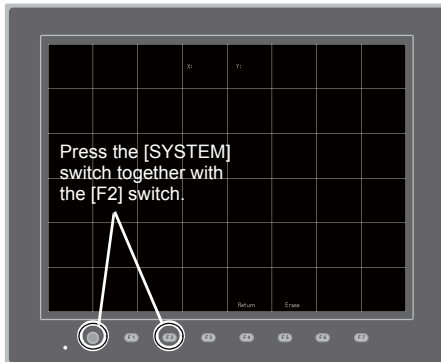 X: Y:
Press the [SYSTEM]
switch together with
the [F2] switch.
Return Erase
F1 F2 F3 F4 F5 F6 F7